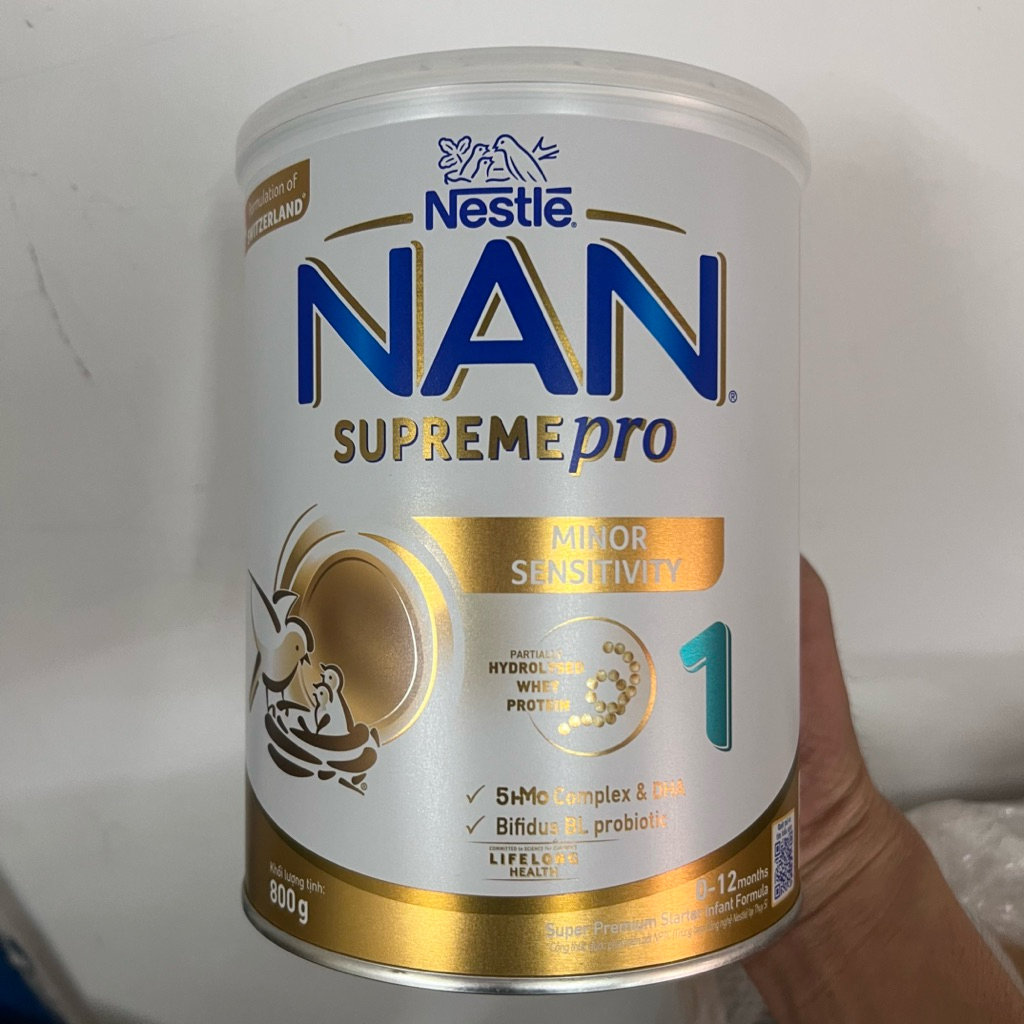 Formulation of
SWITZERLAND®
Nestlē®
NAN®
SUPREMEpro
MINOR
SENSITIVITY
PARTIALLY
HYDROLYSED
WHEY
PROTEIN
1
✓ 5HMO Complex & DHA
✓ Bifidus BL probiotic
LIFELONG
HEALTH
Khối lượng tịnh:
800g
0-12 months
Super Premium Starter Infant Formula